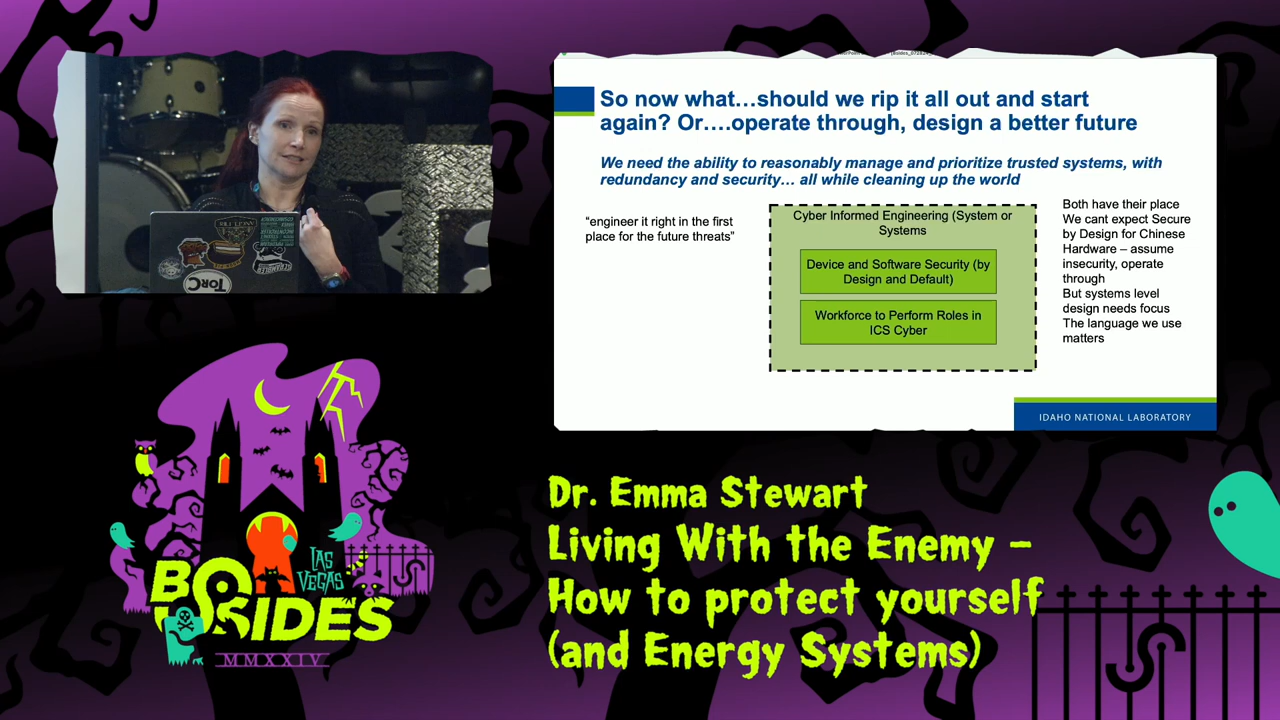 So now what…should we rip it all out and start
again? Or….operate through, design a better future
We need the ability to reasonably manage and prioritize trusted systems, with
redundancy and security… all while cleaning up the world
“engineer it right in the first
place for the future threats”
Cyber Informed Engineering (System or
Systems
Device and Software Security (by
Design and Default)
Workforce to Perform Roles in
ICS Cyber
Both have their place
We cant expect Secure
by Design for Chinese
Hardware – assume
insecurity, operate
through
But systems level
design needs focus
The language we use
matters
IDAHO NATIONAL LABORATORY
TorC
LAS
VEGAS
BSIDES
MMXXIV
Dr. Emma Stewart
Living With the Enemy –
How to protect yourself
(and Energy Systems)